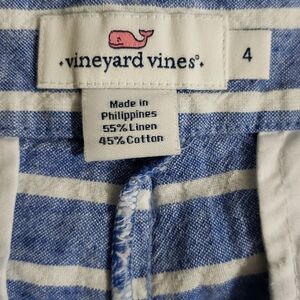 vineyard vines®
4
Made in
Philippines
55% Linen
45% Cotton